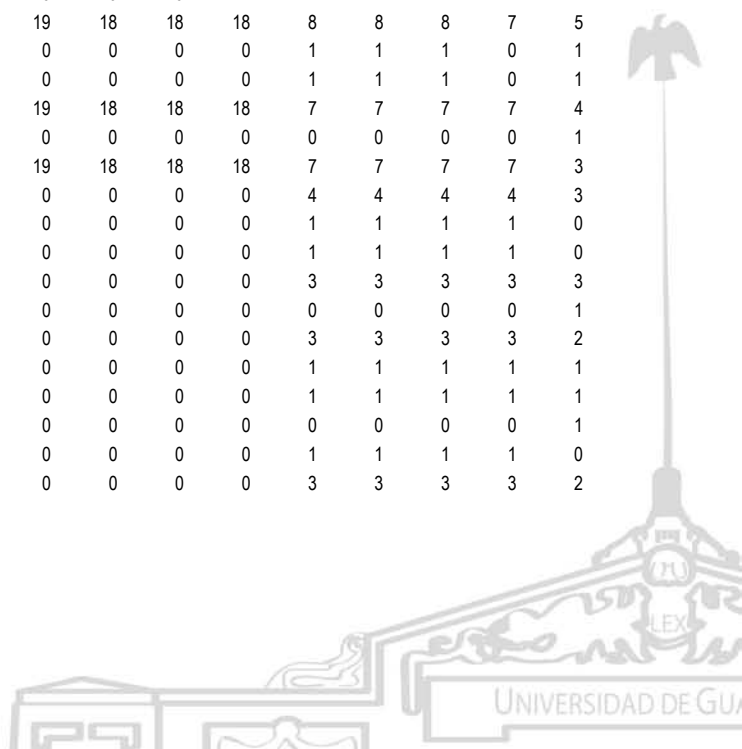 19 18 18 18 8 8 8 7 5
0 0 0 0 1 1 1 0 1
0 0 0 0 1 1 1 0 1
19 18 18 18 7 7 7 7 4
0 0 0 0 0 0 0 0 1
19 18 18 18 7 7 7 7 3
0 0 0 0 4 4 4 4 3
0 0 0 0 1 1 1 1 0
0 0 0 0 1 1 1 1 0
0 0 0 0 3 3 3 3 3
0 0 0 0 0 0 0 0 1
0 0 0 0 3 3 3 3 2
0 0 0 0 1 1 1 1 1
0 0 0 0 1 1 1 1 1
0 0 0 0 0 0 0 0 1
0 0 0 0 1 1 1 1 0
0 0 0 0 3 3 3 3 2
LEX
UNIVERSIDAD DE